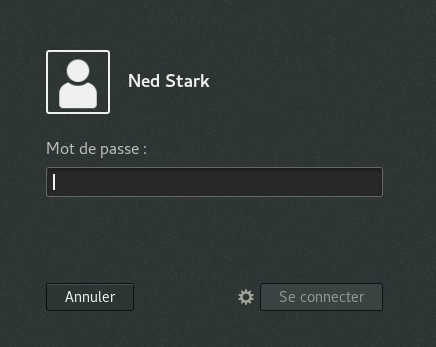 Ned Stark
Mot de passe :
Annuler
Se connecter